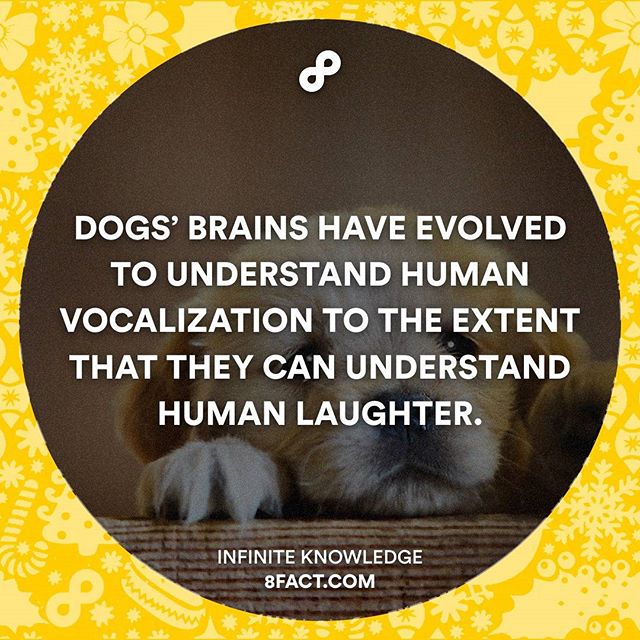 DOGS’ BRAINS HAVE EVOLVED
TO UNDERSTAND HUMAN
VOCALIZATION TO THE EXTENT
THAT THEY CAN UNDERSTAND
HUMAN LAUGHTER.
INFINITE KNOWLEDGE
8FACT.COM